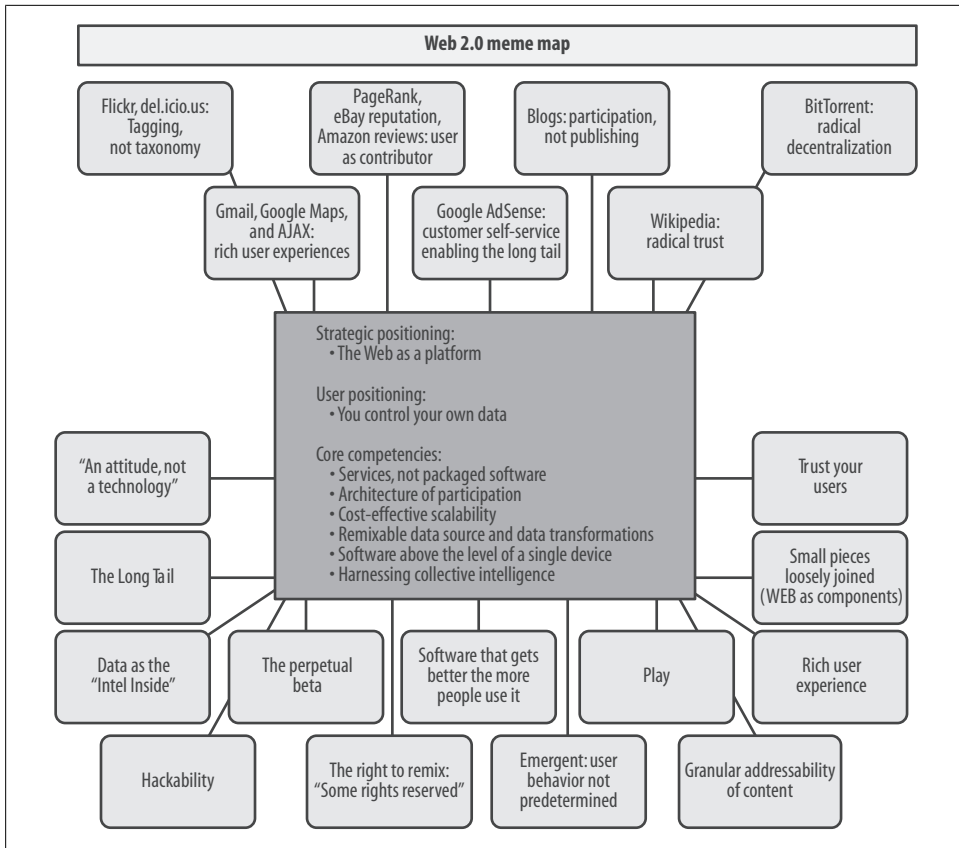 Web 2.0 meme map
Flickr, del.icio.us:
Tagging,
not taxonomy
PageRank,
eBay reputation,
Amazon reviews: user
as contributor
Blogs: participation,
not publishing
BitTorrent:
radical
decentralization
Gmail, Google Maps,
and AJAX:
rich user experiences
Google AdSense:
customer self-service
enabling the long tail
Wikipedia:
radical trust
Strategic positioning:
• The Web as a platform
User positioning:
• You control your own data
Core competencies:
• Services, not packaged software
• Architecture of participation
• Cost-effective scalability
• Remixable data source and data transformations
• Software above the level of a single device
• Harnessing collective intelligence
“An attitude, not
a technology”
Trust your
users
The Long Tail
Small pieces
loosely joined
(WEB as components)
Data as the
“Intel Inside”
The perpetual
beta
Software that gets
better the more
people use it
Play
Rich user
experience
Hackability
The right to remix:
“Some rights reserved”
Emergent: user
behavior not
predetermined
Granular addressability
of content